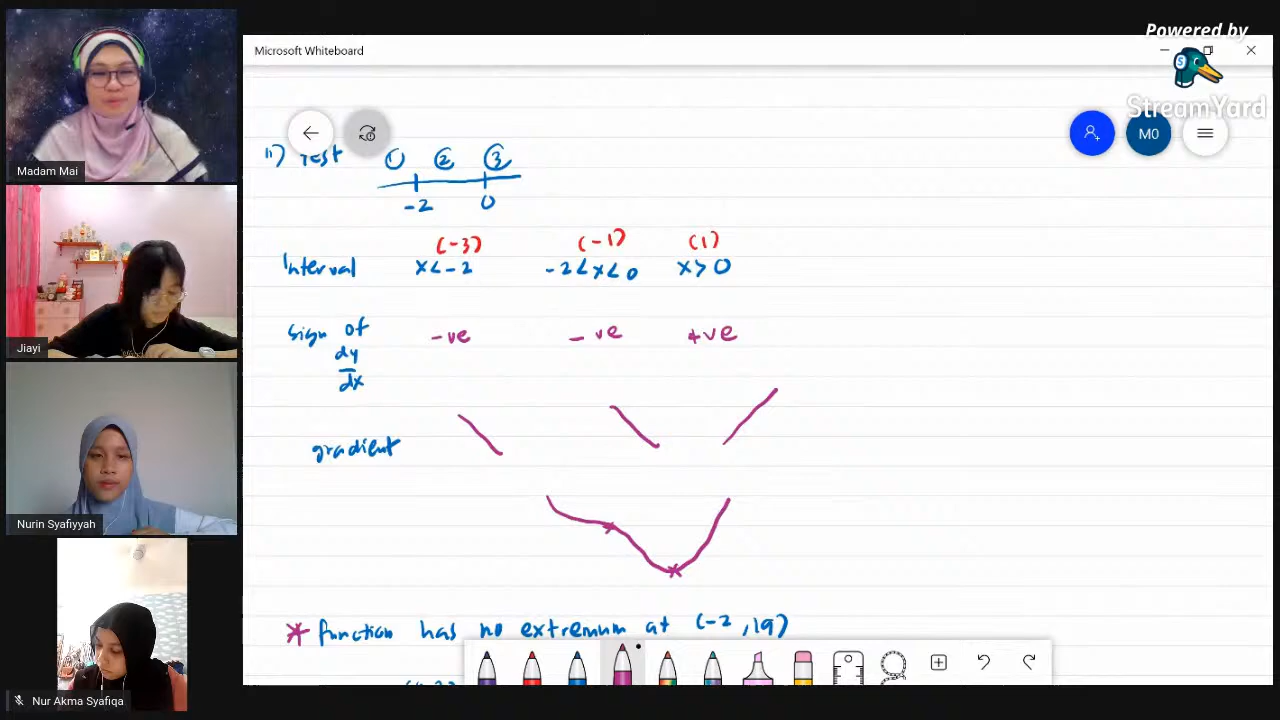 Powered by
StreamYard
Microsoft Whiteboard
M0
Madam Mai
Jiayi
Nurin Syafiyyah
Nur Akma Syafiqa
11) Test ① ② ③
-2 0
(-3) (-1) (1)
Interval x<-2 -2<x<0 x>0
sign of -ve -ve +ve
dy
dx
gradient
* function has no extremum at (-2,19)